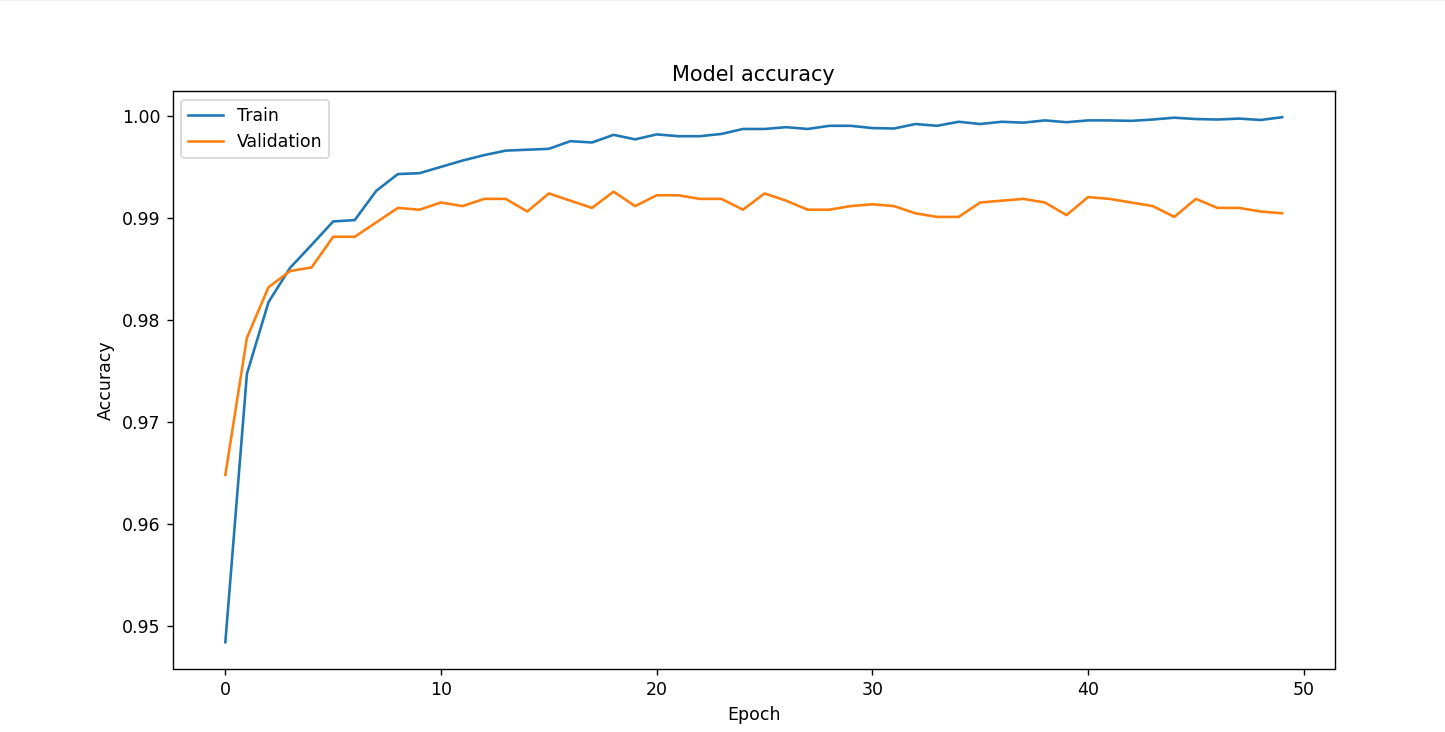 Model accuracy
Train
Validation
1.00
0.99
0.98
0.97
0.96
0.95
Accuracy
0 10 20 30 40 50
Epoch